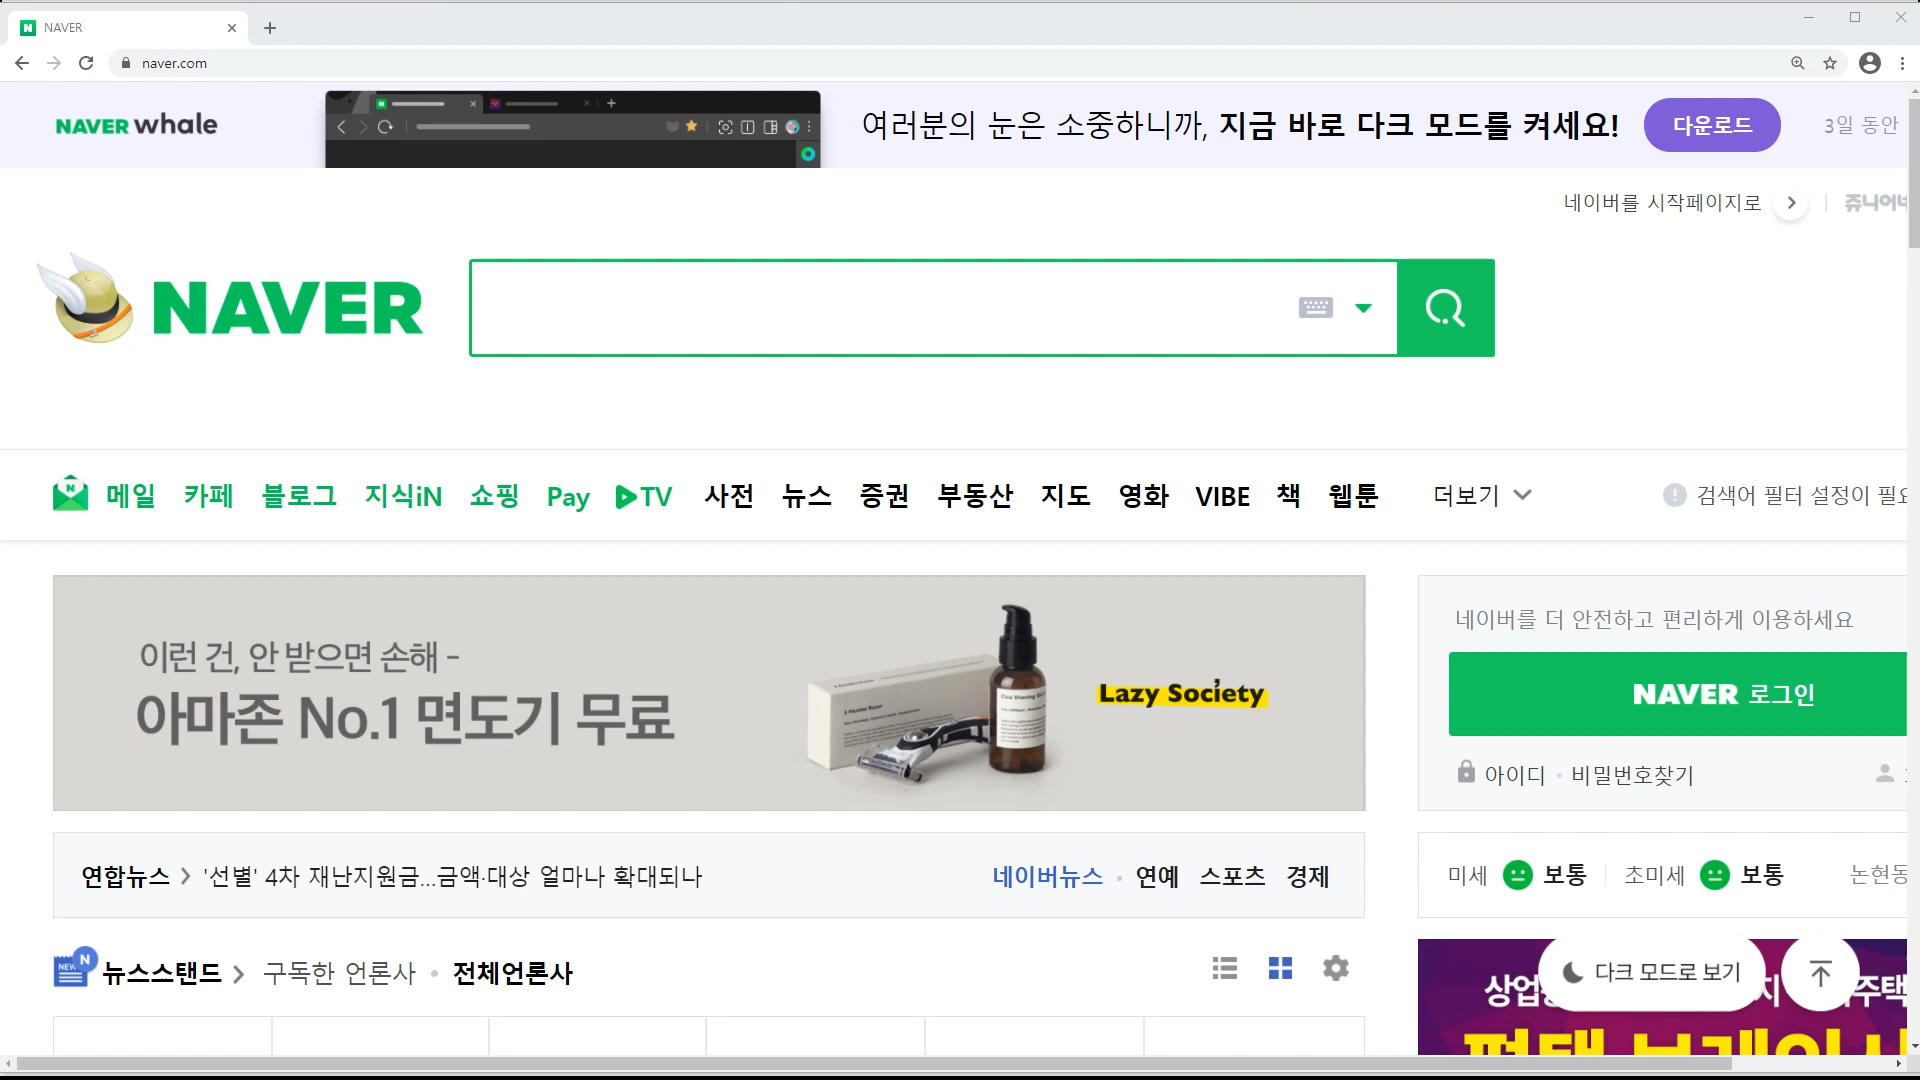 NAVER
naver.com
NAVER whale
여러분의 눈은 소중하니까, 지금 바로 다크 모드를 켜세요!
다운로드
3일 동안
네이버를 시작페이지로
쥬니어
NAVER
메일 카페 블로그 지식iN 쇼핑 Pay TV 사전 뉴스 증권 부동산 지도 영화 VIBE 책 웹툰 더보기
검색어 필터 설정이
이런 건, 안 받으면 손해 -
아마존 No.1 면도기 무료
Lazy Society
네이버를 더 안전하고 편리하게 이용하세요
NAVER 로그인
아이디 · 비밀번호찾기
연합뉴스 > '선별' 4차 재난지원금...금액·대상 얼마나 확대되나
네이버뉴스 · 연예 스포츠 경제
미세 보통 초미세 보통 논현동
NEW N 뉴스스탠드 > 구독한 언론사 · 전체언론사
다크 모드로 보기